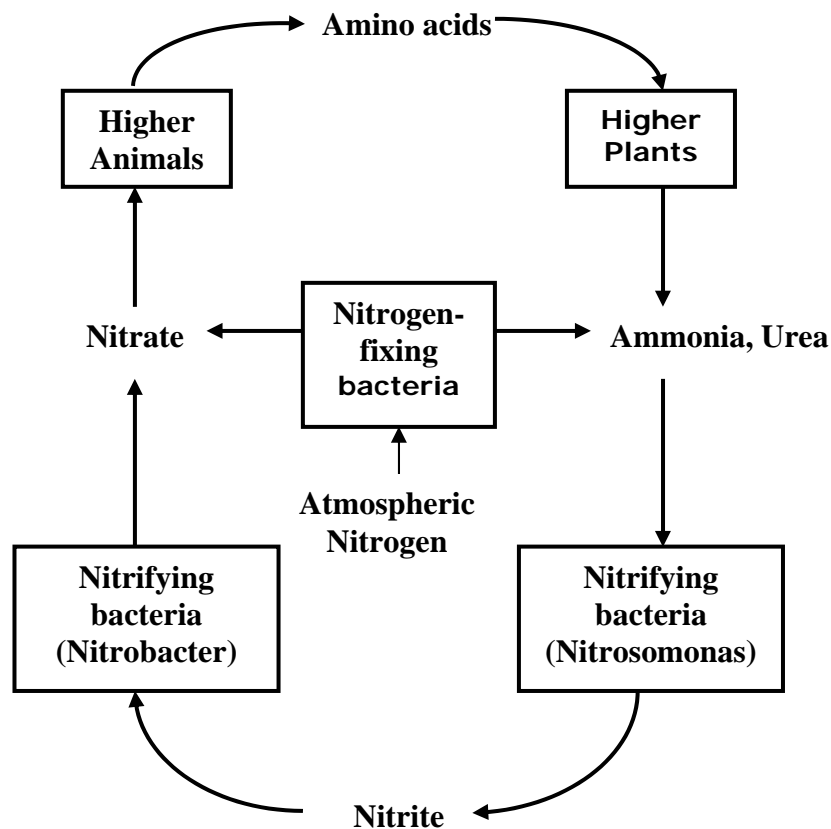 Amino acids
Higher
Animals
Higher
Plants
Nitrate
Nitrogen-
fixing
bacteria
Ammonia, Urea
Atmospheric
Nitrogen
Nitrifying
bacteria
(Nitrobacter)
Nitrifying
bacteria
(Nitrosomonas)
Nitrite